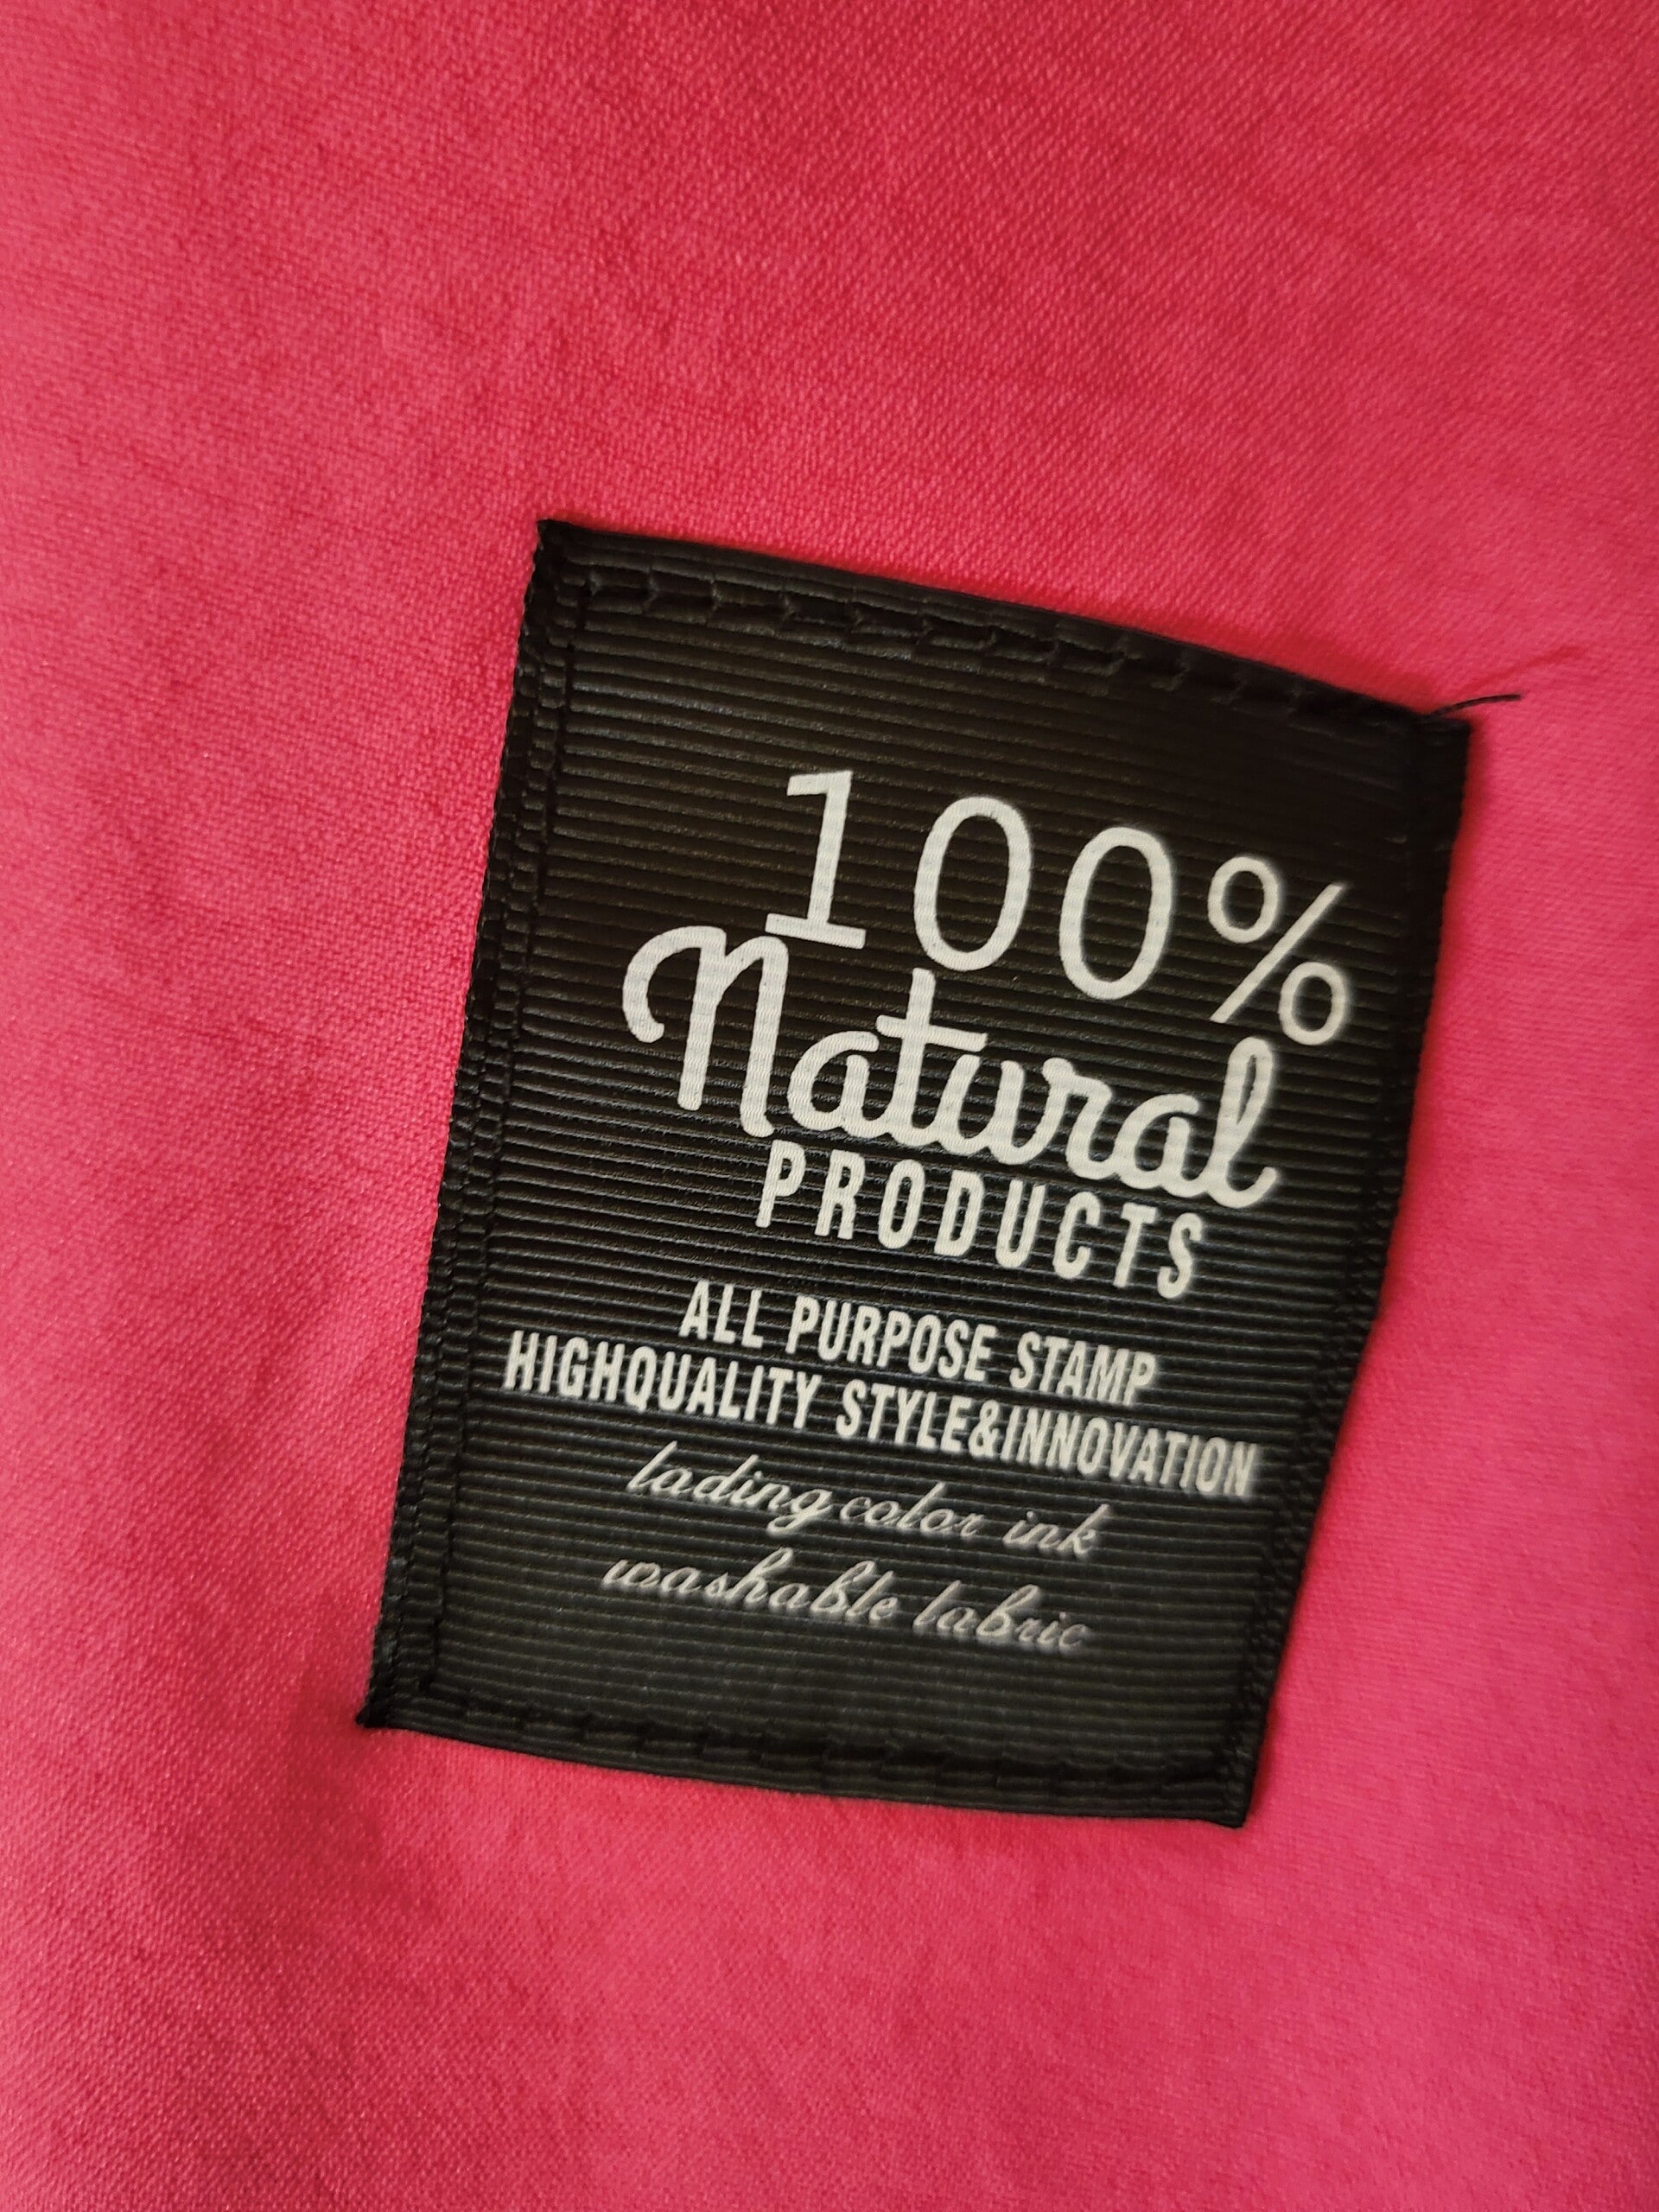 100%
Natural
PRODUCTS
ALL PURPOSE STAMP
HIGHQUALITY STYLE&INNOVATION
lading color ink
washable labric